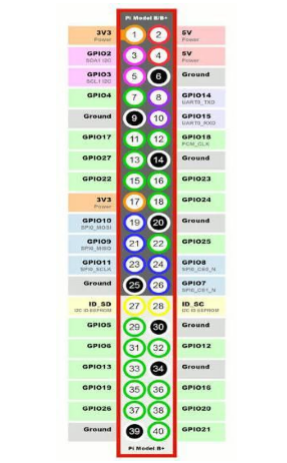 Pi Model B/B+
3V3 Power 1 2 5V Power
GPIO2 SDA1 I2C 3 4 5V Power
GPIO3 SCL1 I2C 5 6 Ground
GPIO4 7 8 GPIO14 UART0_TXD
Ground 9 10 GPIO15 UART0_RXD
GPIO17 11 12 GPIO18 PCM_CLK
GPIO27 13 14 Ground
GPIO22 15 16 GPIO23
3V3 Power 17 18 GPIO24
GPIO10 SPI0_MOSI 19 20 Ground
GPIO9 SPI0_MISO 21 22 GPIO25
GPIO11 SPI0_SCLK 23 24 GPIO8 SPI0_CE0_N
Ground 25 26 GPIO7 SPI0_CE1_N
ID_SD I2C ID EEPROM 27 28 ID_SC I2C ID EEPROM
GPIO5 29 30 Ground
GPIO6 31 32 GPIO12
GPIO13 33 34 Ground
GPIO19 35 36 GPIO16
GPIO26 37 38 GPIO20
Ground 39 40 GPIO21
Pi Model B+